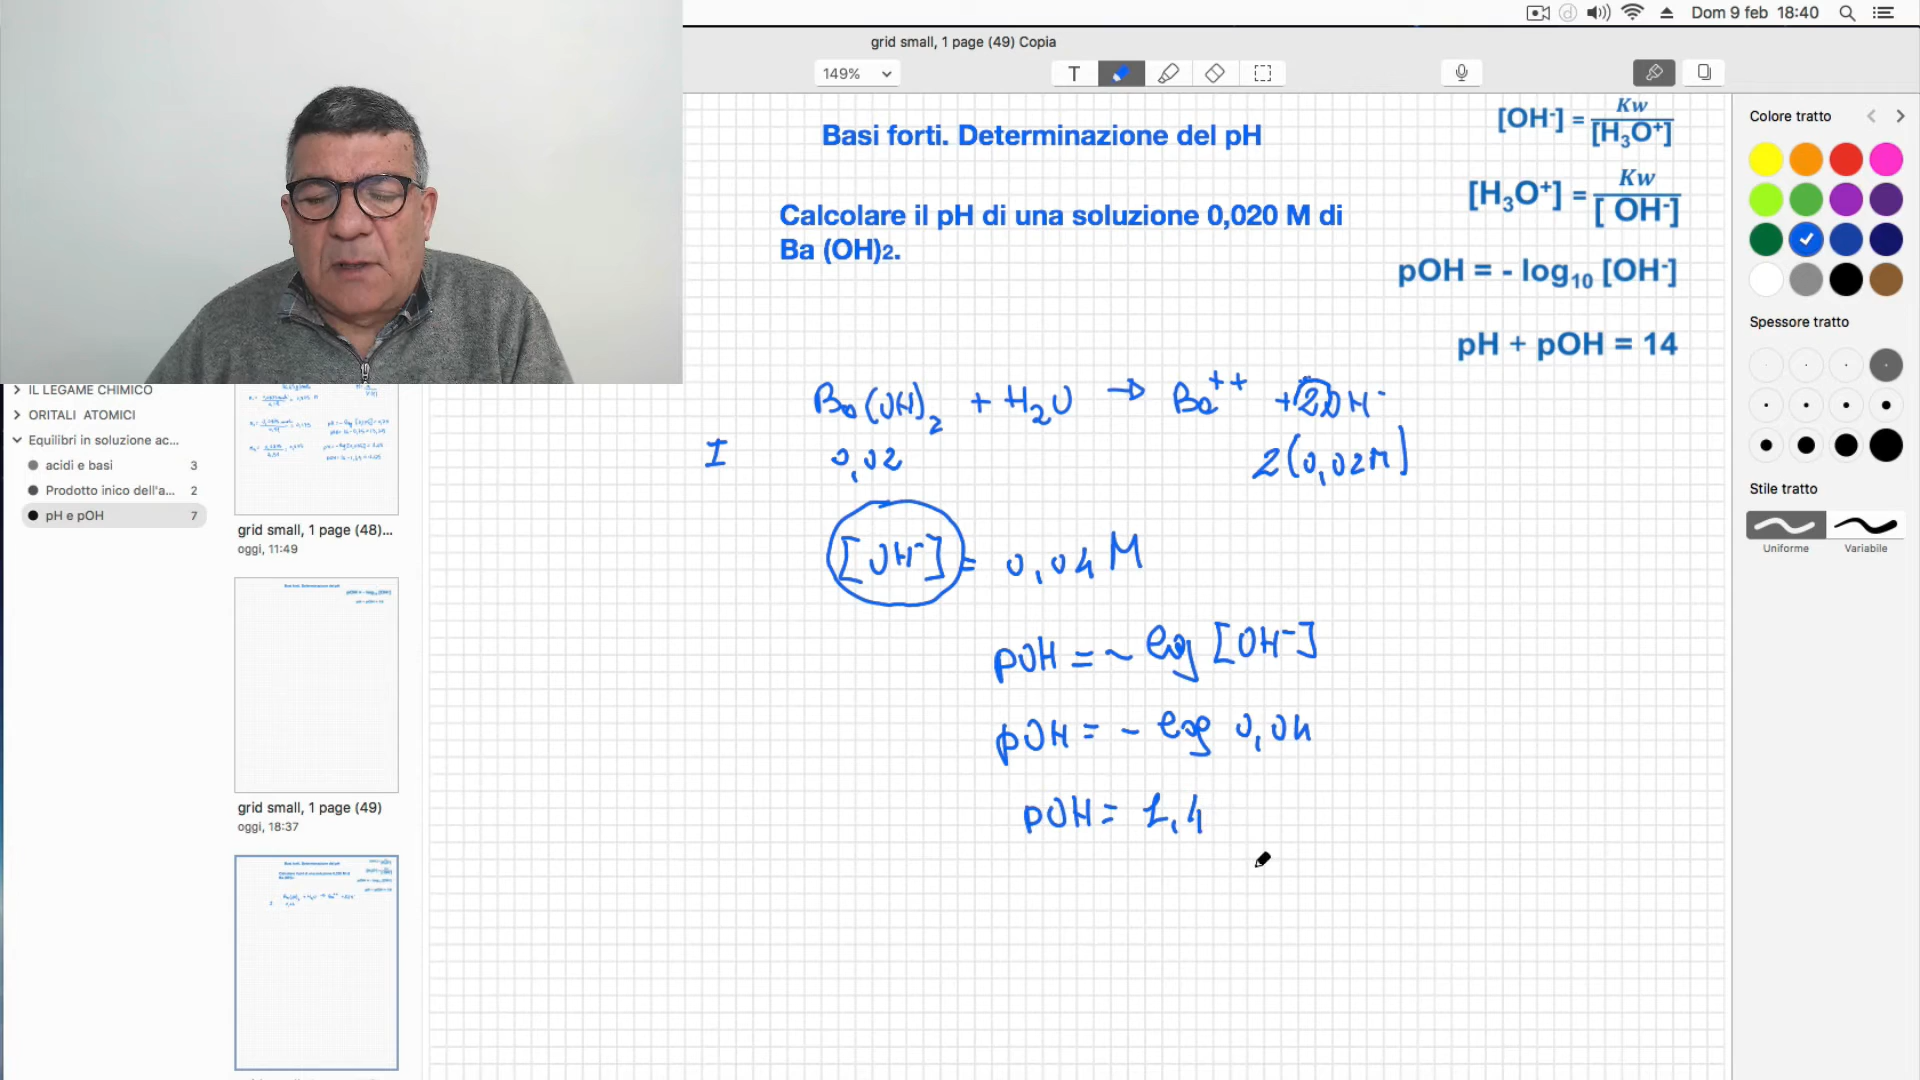 Dom 9 feb 18:40
grid small, 1 page (49) Copia
149%
T
Basi forti. Determinazione del pH
Calcolare il pH di una soluzione 0,020 M di
Ba (OH)₂.
[OH⁻] = Kw / [H₃O⁺]
[H₃O⁺] = Kw / [ OH⁻]
pOH = - log₁₀ [OH⁻]
pH + pOH = 14
Ba(OH)₂ + H₂O → Ba⁺⁺ + 2OH⁻
I 0,02 2(0,02M)
[OH⁻] = 0,04 M
pOH = - log [OH⁻]
pOH = - log 0,04
pOH = 1,4
IL LEGAME CHIMICO
ORITALI ATOMICI
Equilibri in soluzione ac...
acidi e basi 3
Prodotto inico dell'a... 2
pH e pOH 7
grid small, 1 page (48)...
oggi, 11:49
grid small, 1 page (49)
oggi, 18:37
Colore tratto
Spessore tratto
Stile tratto
Uniforme Variabile